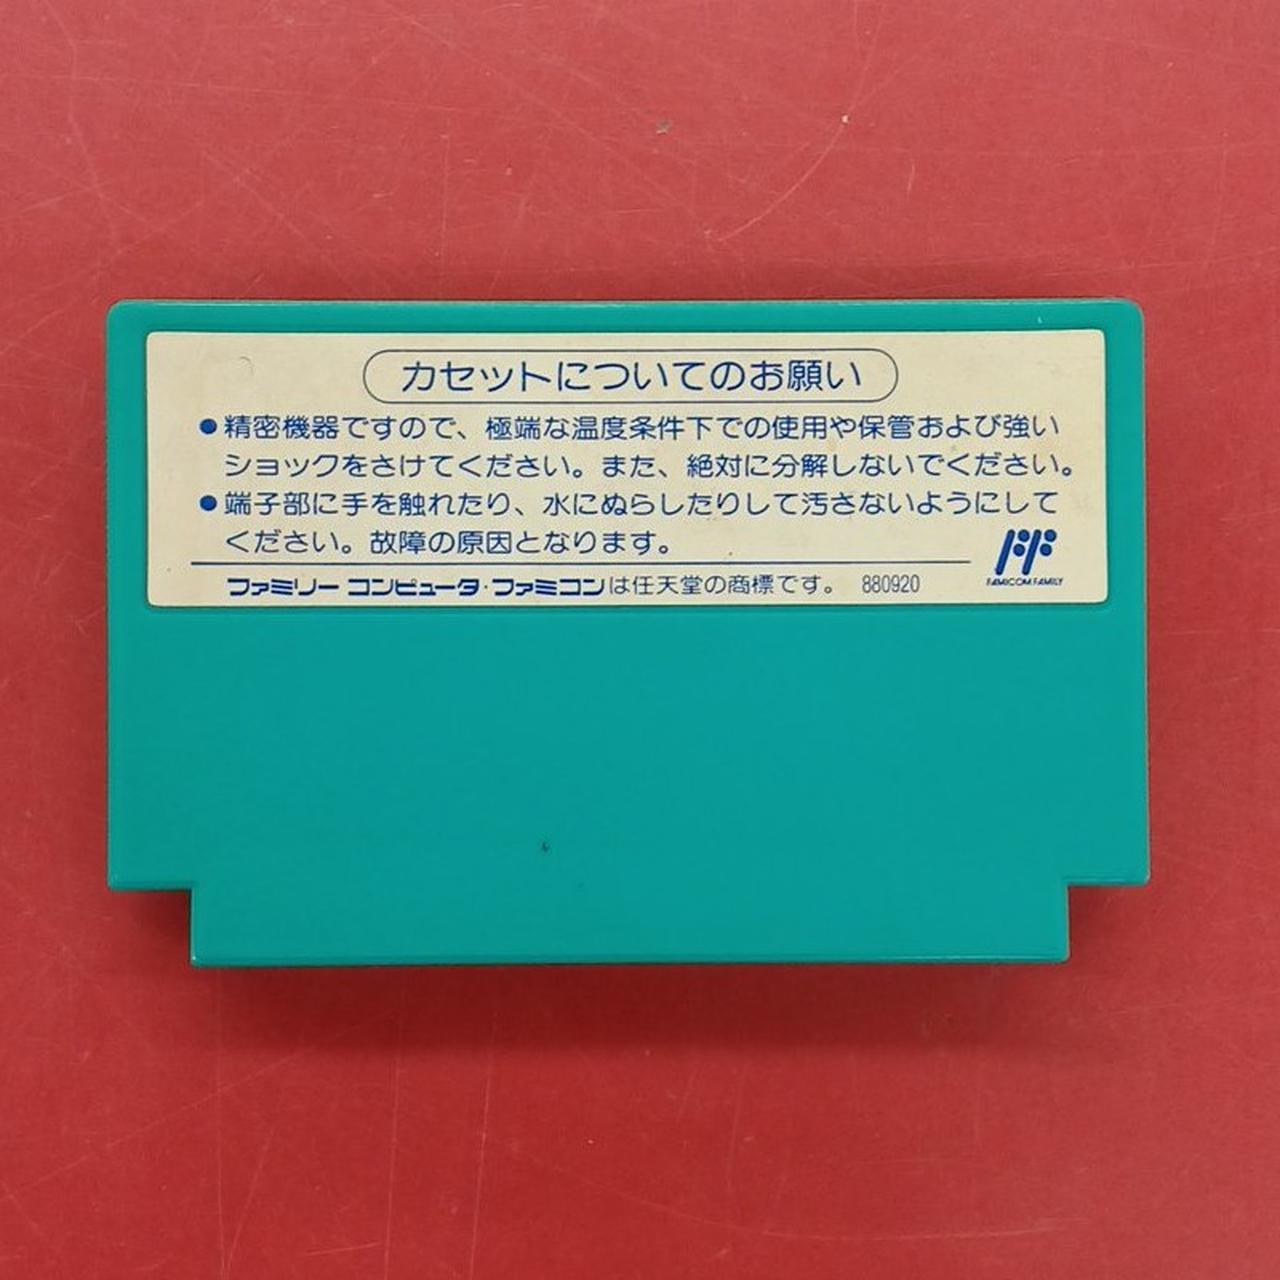 カセットについてのお願い
●精密機器ですので、極端な温度条件下での使用や保管および強い
ショックをさけてください。また、絶対に分解しないでください。
●端子部に手を触れたり、水にぬらしたりして汚さないようにして
ください。故障の原因となります。
FF
FAMICOM FAMILY
ファミリー コンピュータ・ファミコンは任天堂の商標です。 880920